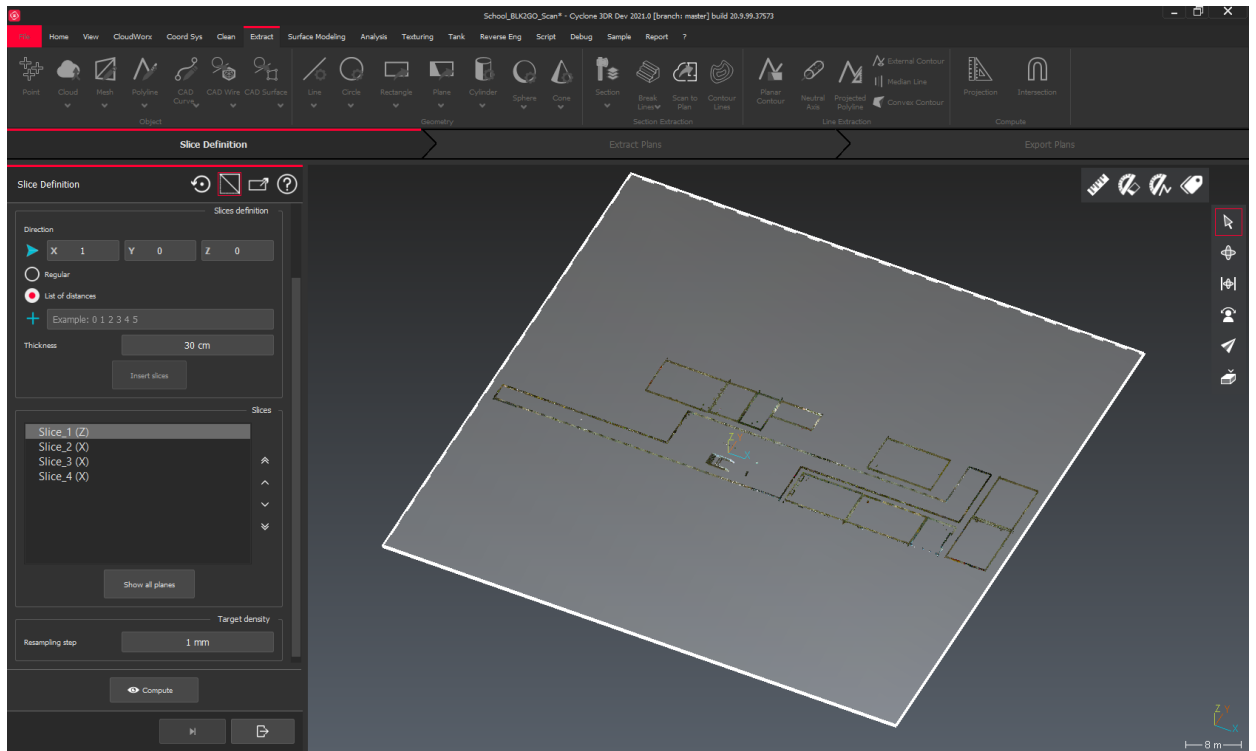 School_BLK2GO_Scan* - Cyclone 3DR Dev 2021.0 [branch: master] build 20.9.99.37573
File Home View CloudWorx Coord Sys Clean Extract Surface Modeling Analysis Texturing Tank Reverse Eng Script Debug Sample Report ?
Point Cloud Mesh Polyline CAD Curve CAD Wire CAD Surface Line Circle Rectangle Plane Cylinder Sphere Cone Section Break Lines Scan to Plan Contour Lines Planar Contour Neutral Axis Projected Polyline External Contour Median Line Convex Contour Projection Intersection
Object Geometry Section Extraction Line Extraction Compute
Slice Definition Extract Plans Export Plans
Slice Definition
Slices definition
Direction
X 1 Y 0 Z 0
Regular
List of distances
Example: 0 1 2 3 4 5
Thickness 30 cm
Insert slices
Slices
Slice_1 (Z)
Slice_2 (X)
Slice_3 (X)
Slice_4 (X)
Show all planes
Target density
Resampling step 1 mm
Compute
Z Y X
Z Y
X
8 m